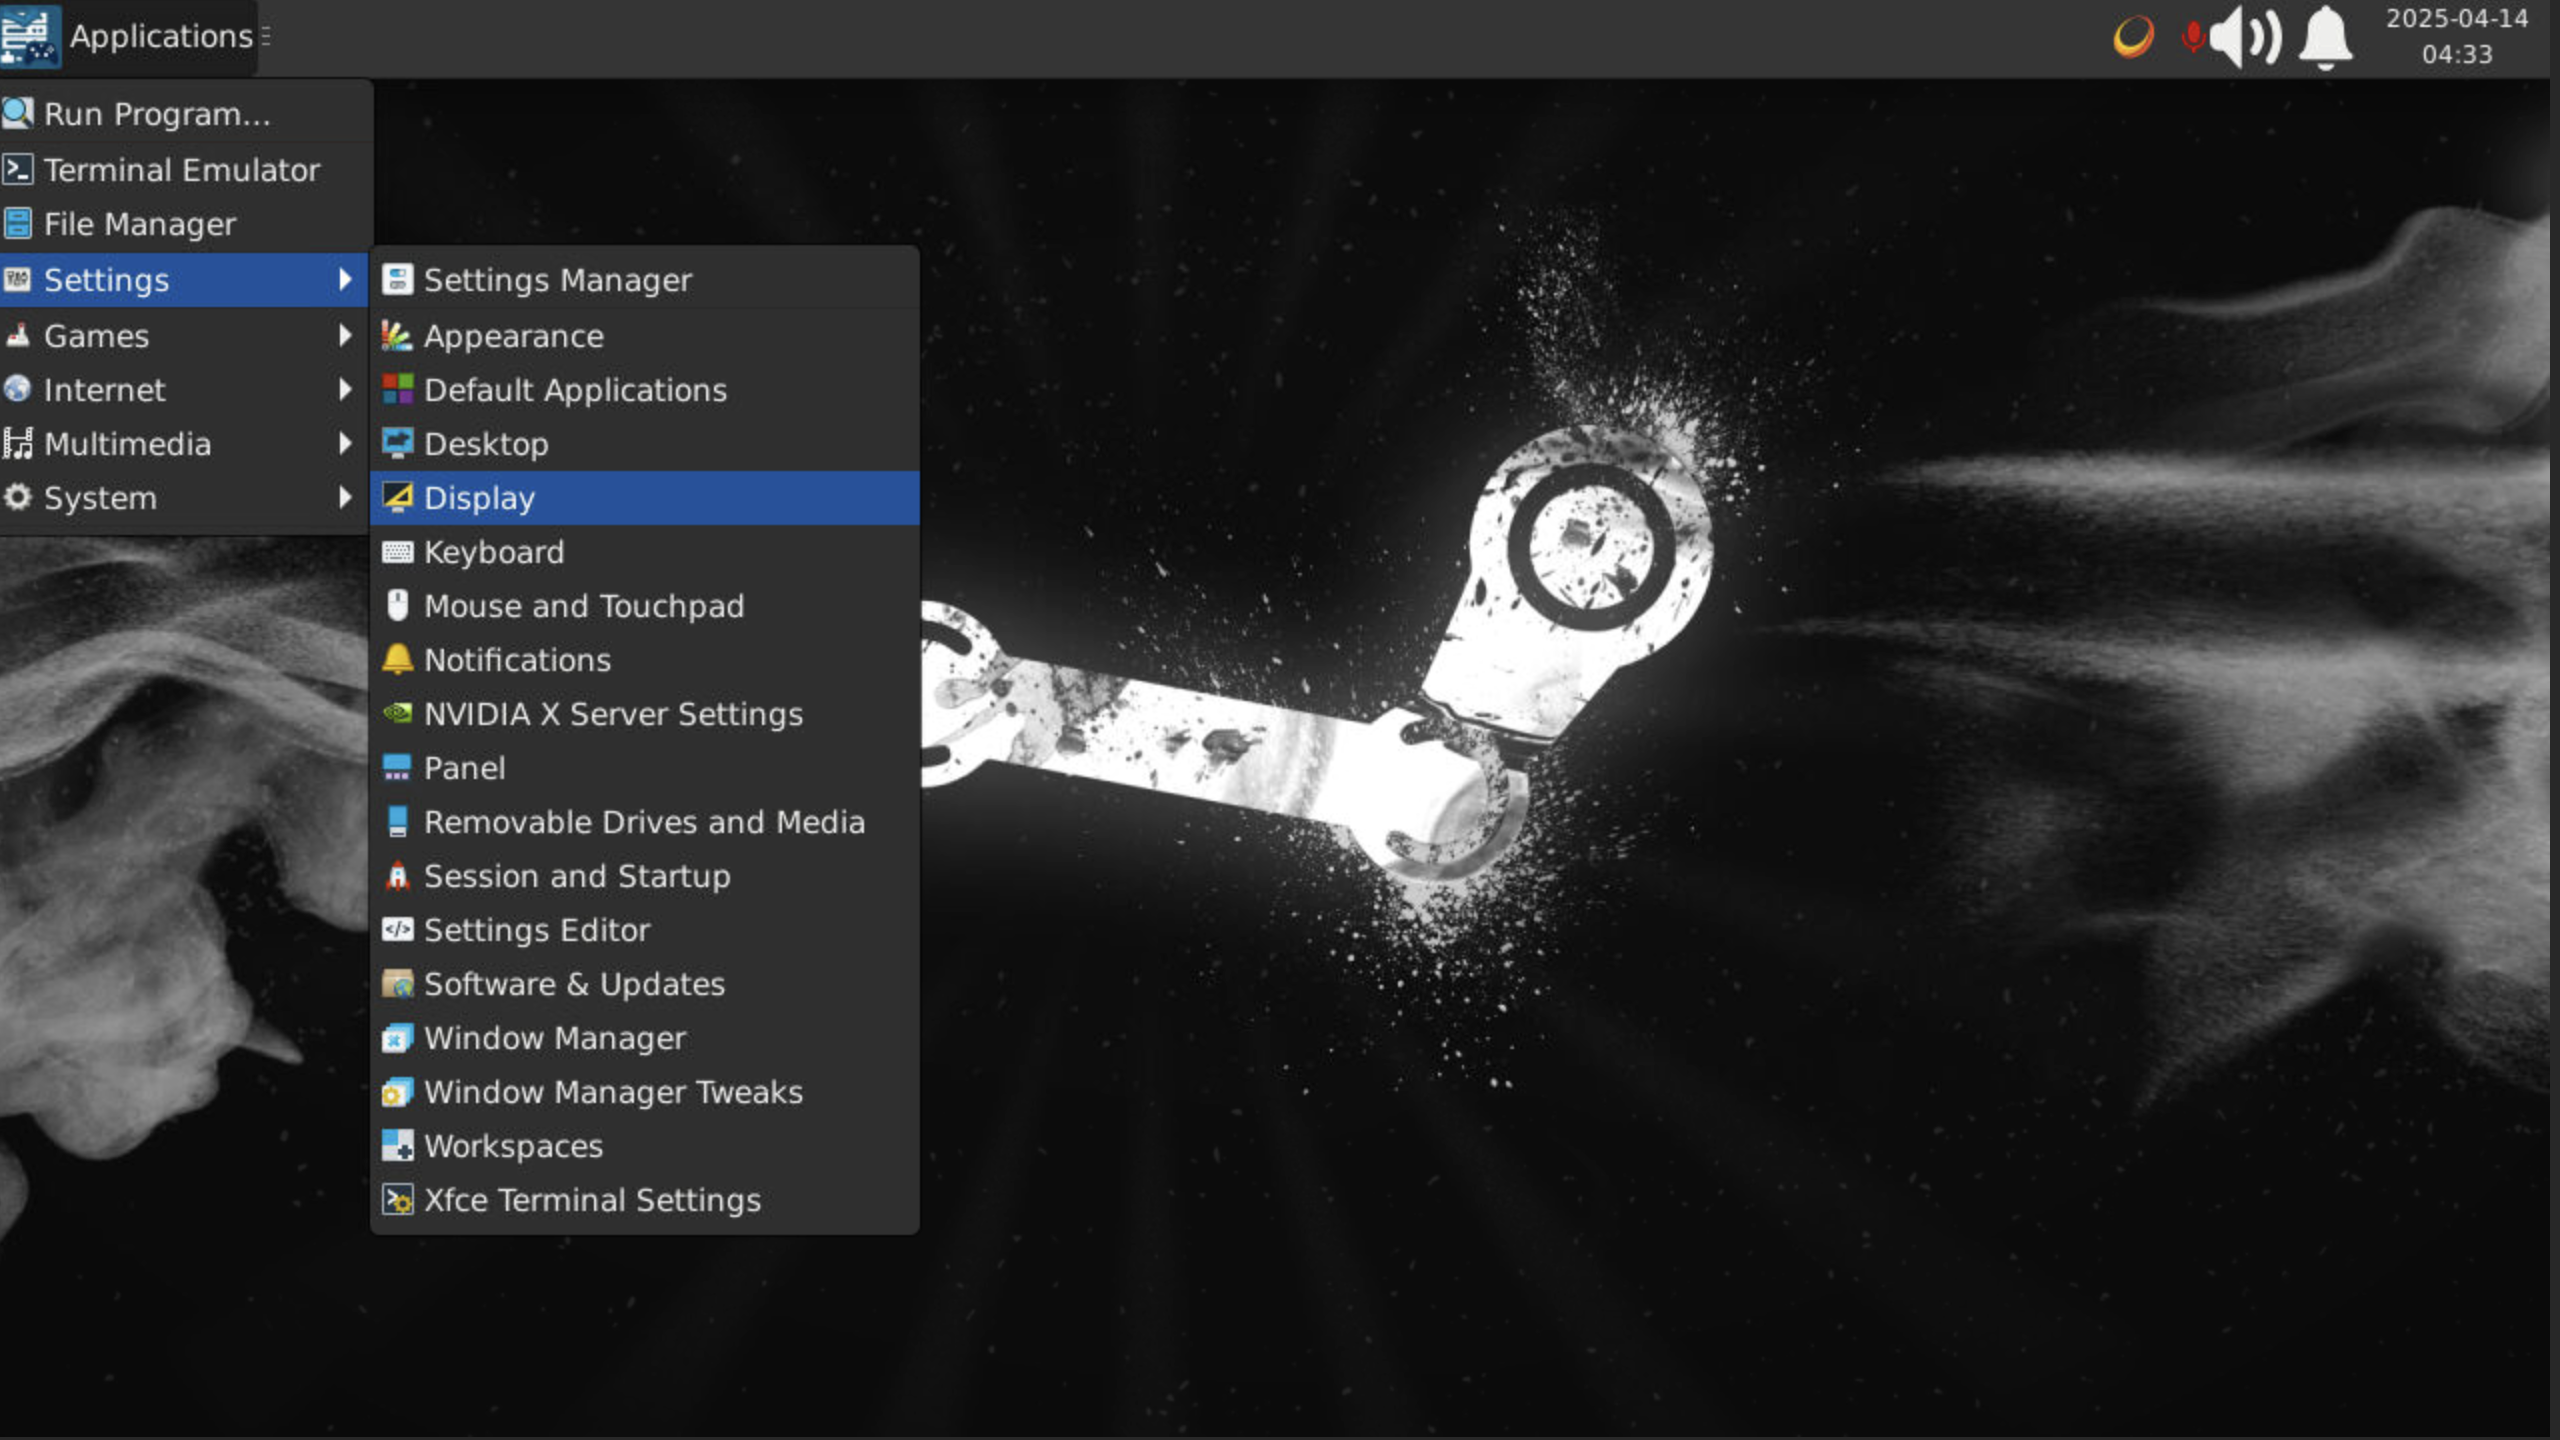 Applications
2025-04-14
04:33
Run Program...
Terminal Emulator
File Manager
Settings
Games
Internet
Multimedia
System
Settings Manager
Appearance
Default Applications
Desktop
Display
Keyboard
Mouse and Touchpad
Notifications
NVIDIA X Server Settings
Panel
Removable Drives and Media
Session and Startup
Settings Editor
Software & Updates
Window Manager
Window Manager Tweaks
Workspaces
Xfce Terminal Settings